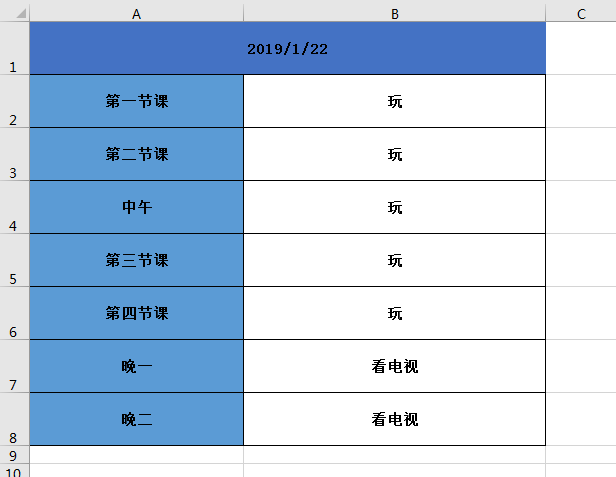 A B C
1 2019/1/22
2 第一节课 玩
3 第二节课 玩
4 中午 玩
5 第三节课 玩
6 第四节课 玩
7 晚一 看电视
8 晚二 看电视
9
10